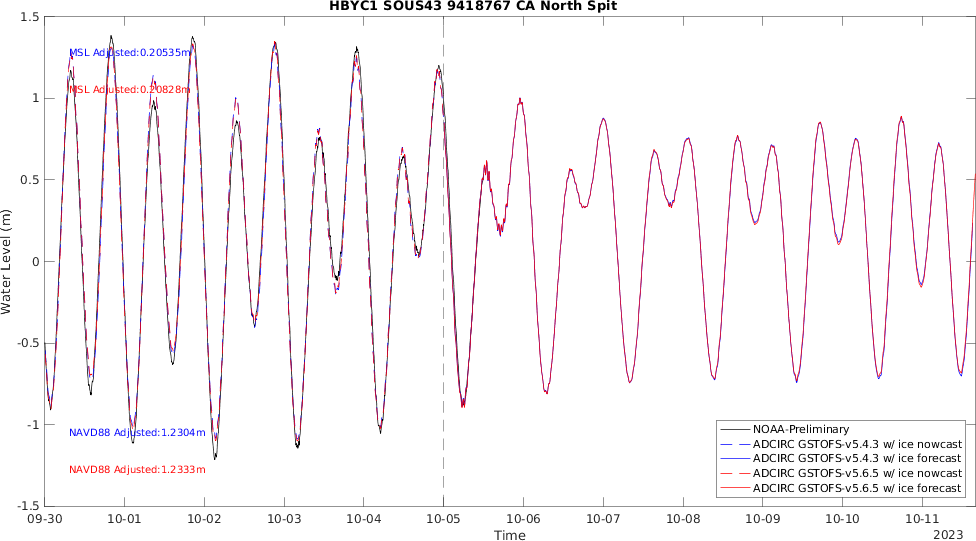 HBYC1 SOUS43 9418767 CA North Spit
1.5
MSL Adjusted:0.20535m
1
MSL Adjusted:0.20828m
0.5
0
Water Level (m)
-0.5
-1
NAVD88 Adjusted:1.2304m
NAVD88 Adjusted:1.2333m
-1.5
NOAA-Preliminary
ADCIRC GSTOFS-v5.4.3 w/ ice nowcast
ADCIRC GSTOFS-v5.4.3 w/ ice forecast
ADCIRC GSTOFS-v5.6.5 w/ ice nowcast
ADCIRC GSTOFS-v5.6.5 w/ ice forecast
09-30 10-01 10-02 10-03 10-04 10-05 10-06 10-07 10-08 10-09 10-10 10-11
Time
2023